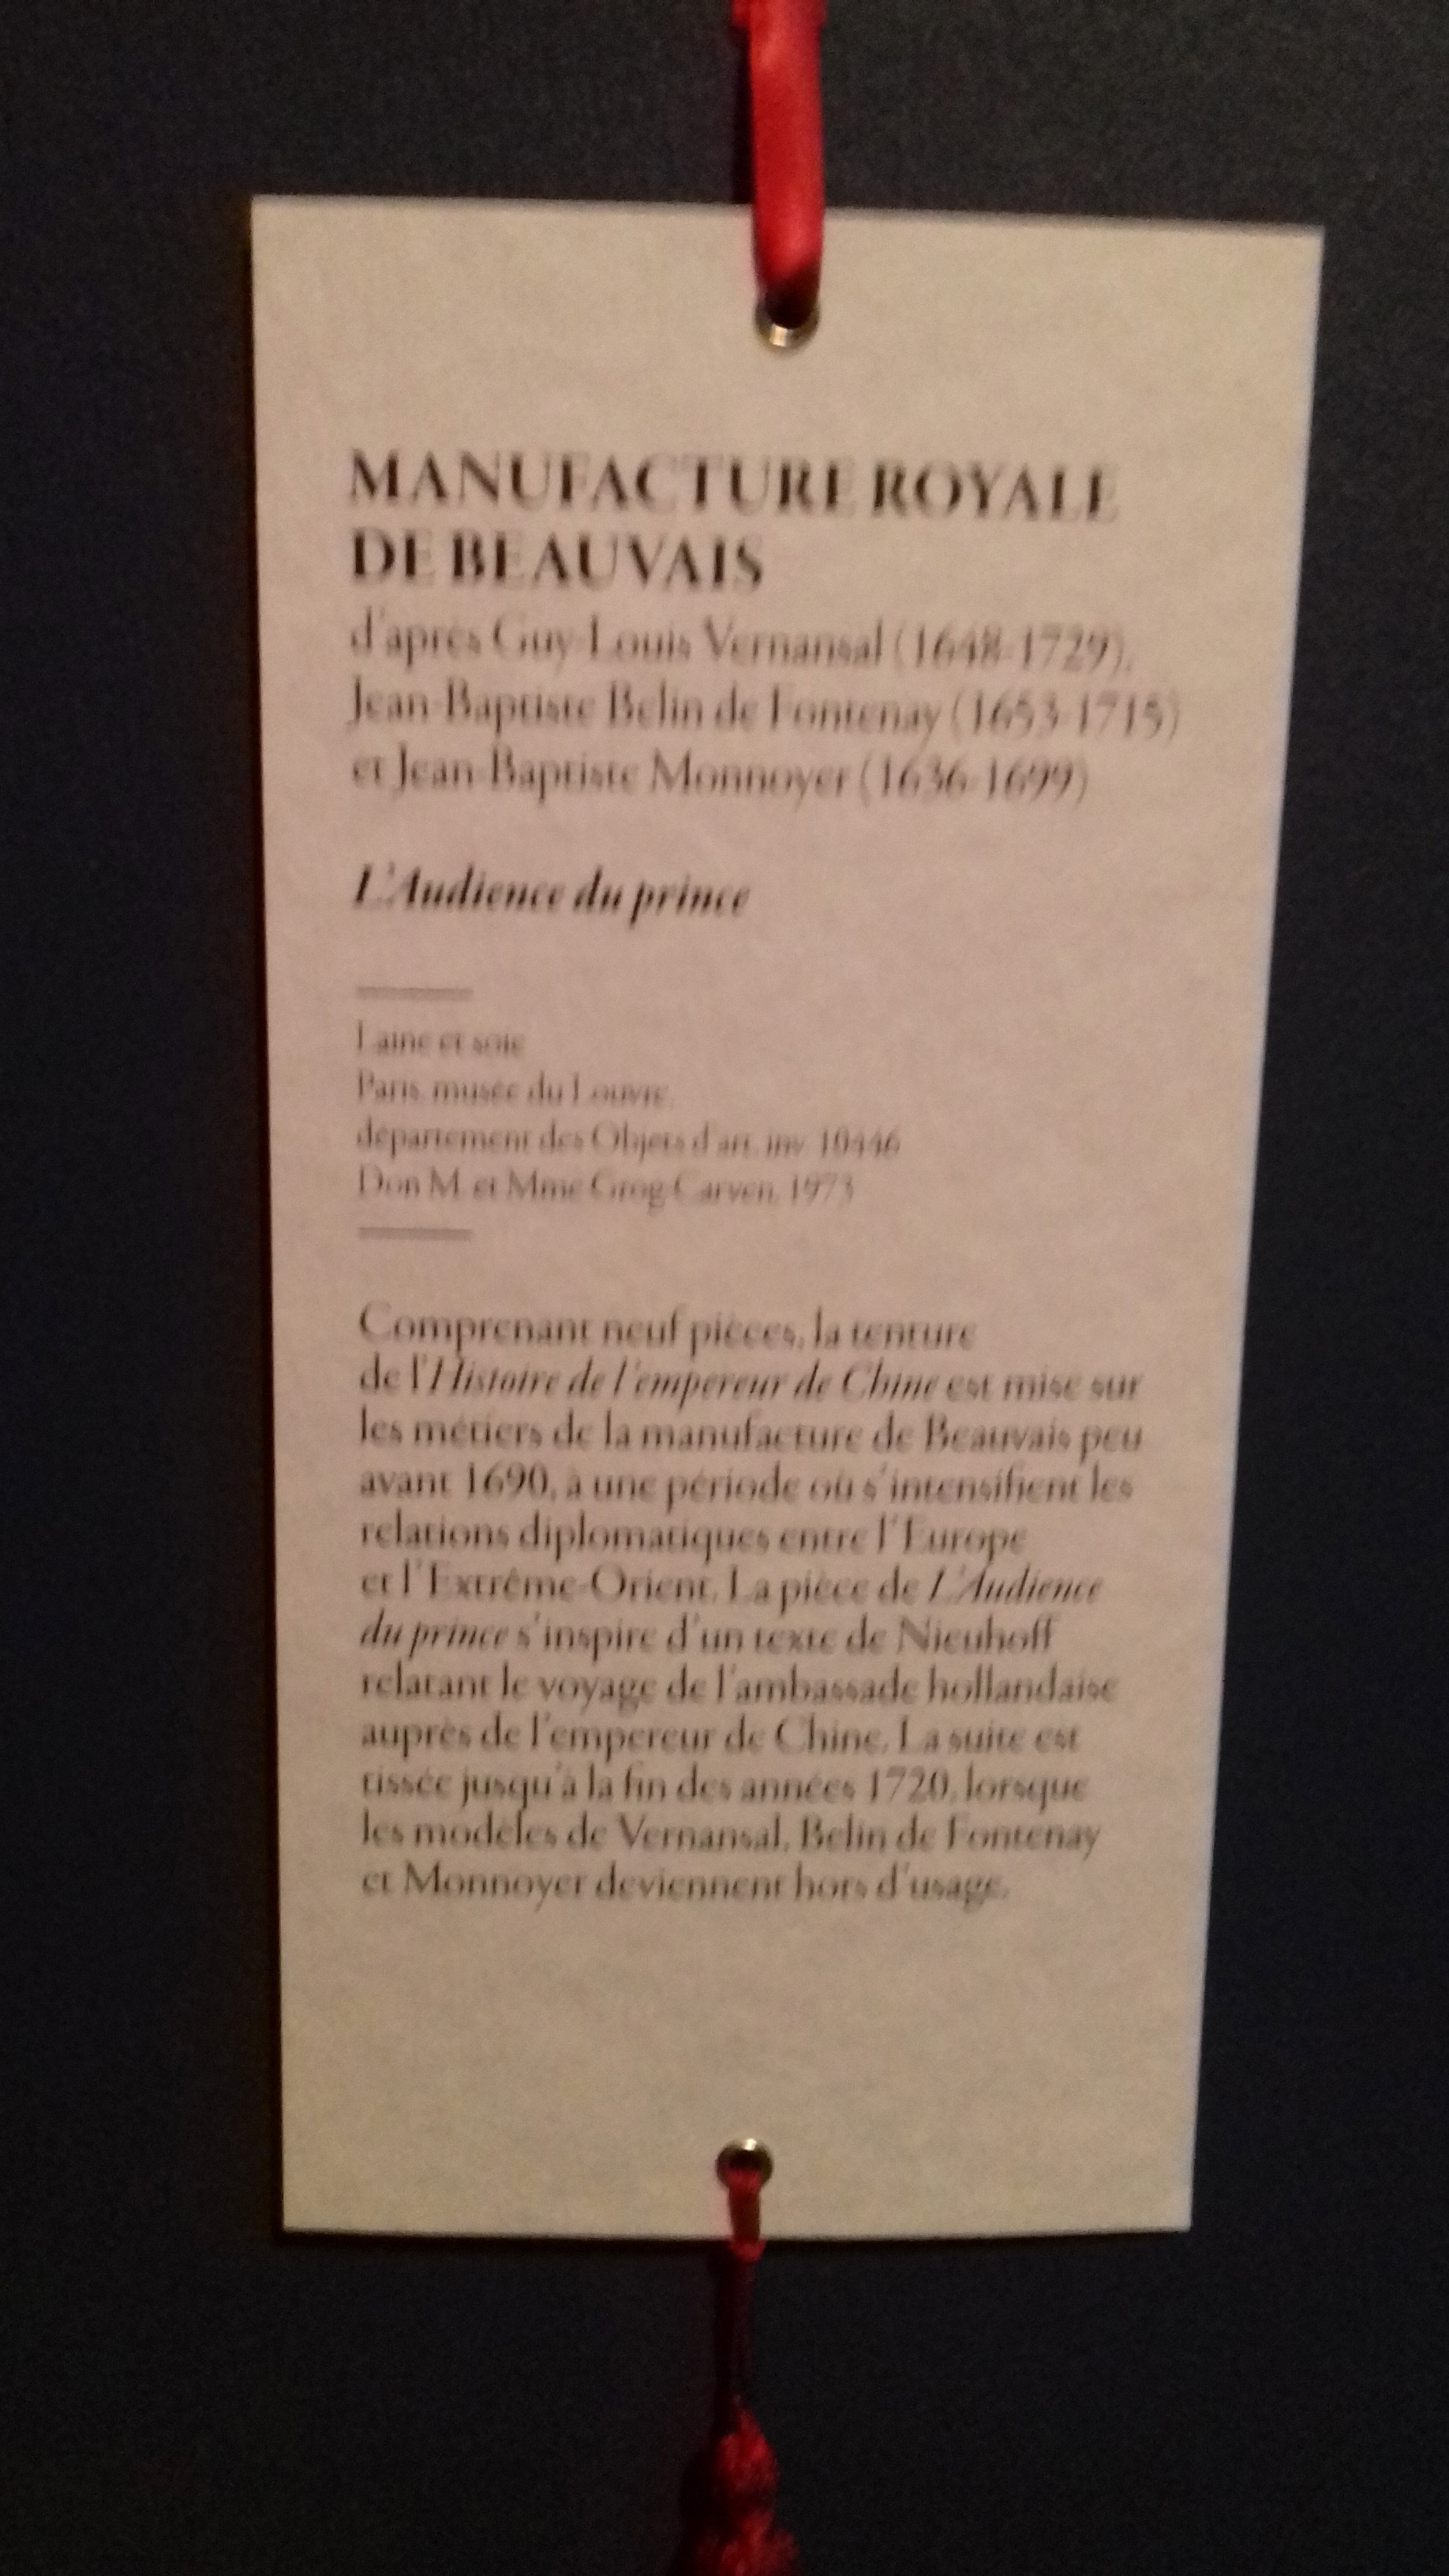 MANUFACTURE ROYALE
DE BEAUVAIS
d'après Guy-Louis Vernansal (1648-1729),
Jean-Baptiste Belin de Fontenay (1653-1715)
et Jean-Baptiste Monnoyer (1636-1699)
L'Audience du prince
Laine et soie
Paris, musée du Louvre,
département des Objets d'art, inv. 10446
Don M. et Mme Grog-Carven, 1973
Comprenant neuf pièces, la tenture
de l'Histoire de l'empereur de Chine est mise sur
les métiers de la manufacture de Beauvais peu
avant 1690, à une période où s'intensifient les
relations diplomatiques entre l'Europe
et l'Extrême-Orient. La pièce de L'Audience
du prince s'inspire d'un texte de Nieuhoff
relatant le voyage de l'ambassade hollandaise
auprès de l'empereur de Chine. La suite est
tissée jusqu'à la fin des années 1720, lorsque
les modèles de Vernansal, Belin de Fontenay
et Monnoyer deviennent hors d'usage.